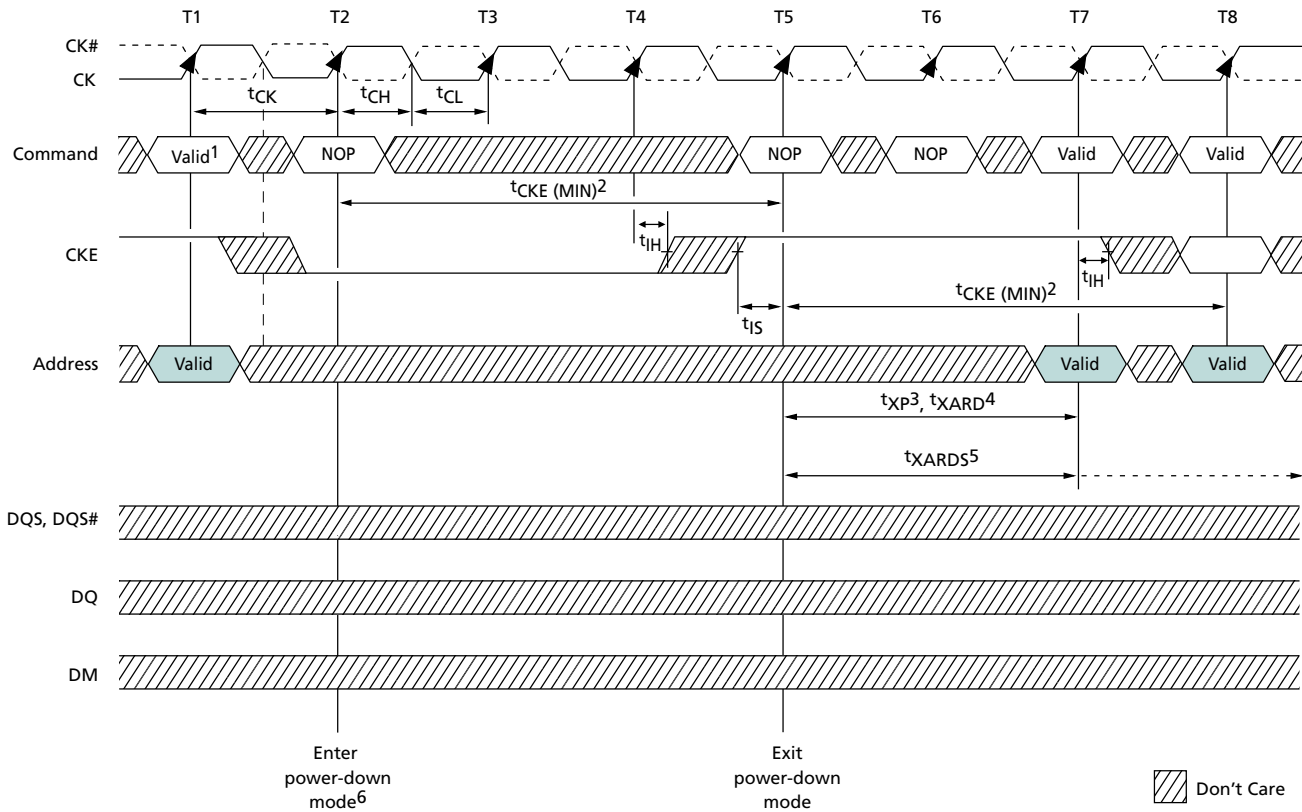 T1 T2 T3 T4 T5 T6 T7 T8
CK#
CK
tCK tCH tCL
Command Valid1 NOP NOP NOP Valid Valid
tCKE (MIN)2
tIH
CKE
tIH
tCKE (MIN)2
tIS
Address Valid Valid Valid
tXP3, tXARD4
tXARDS5
DQS, DQS#
DQ
DM
Enter
power-down
mode6
Exit
power-down
mode
Don't Care